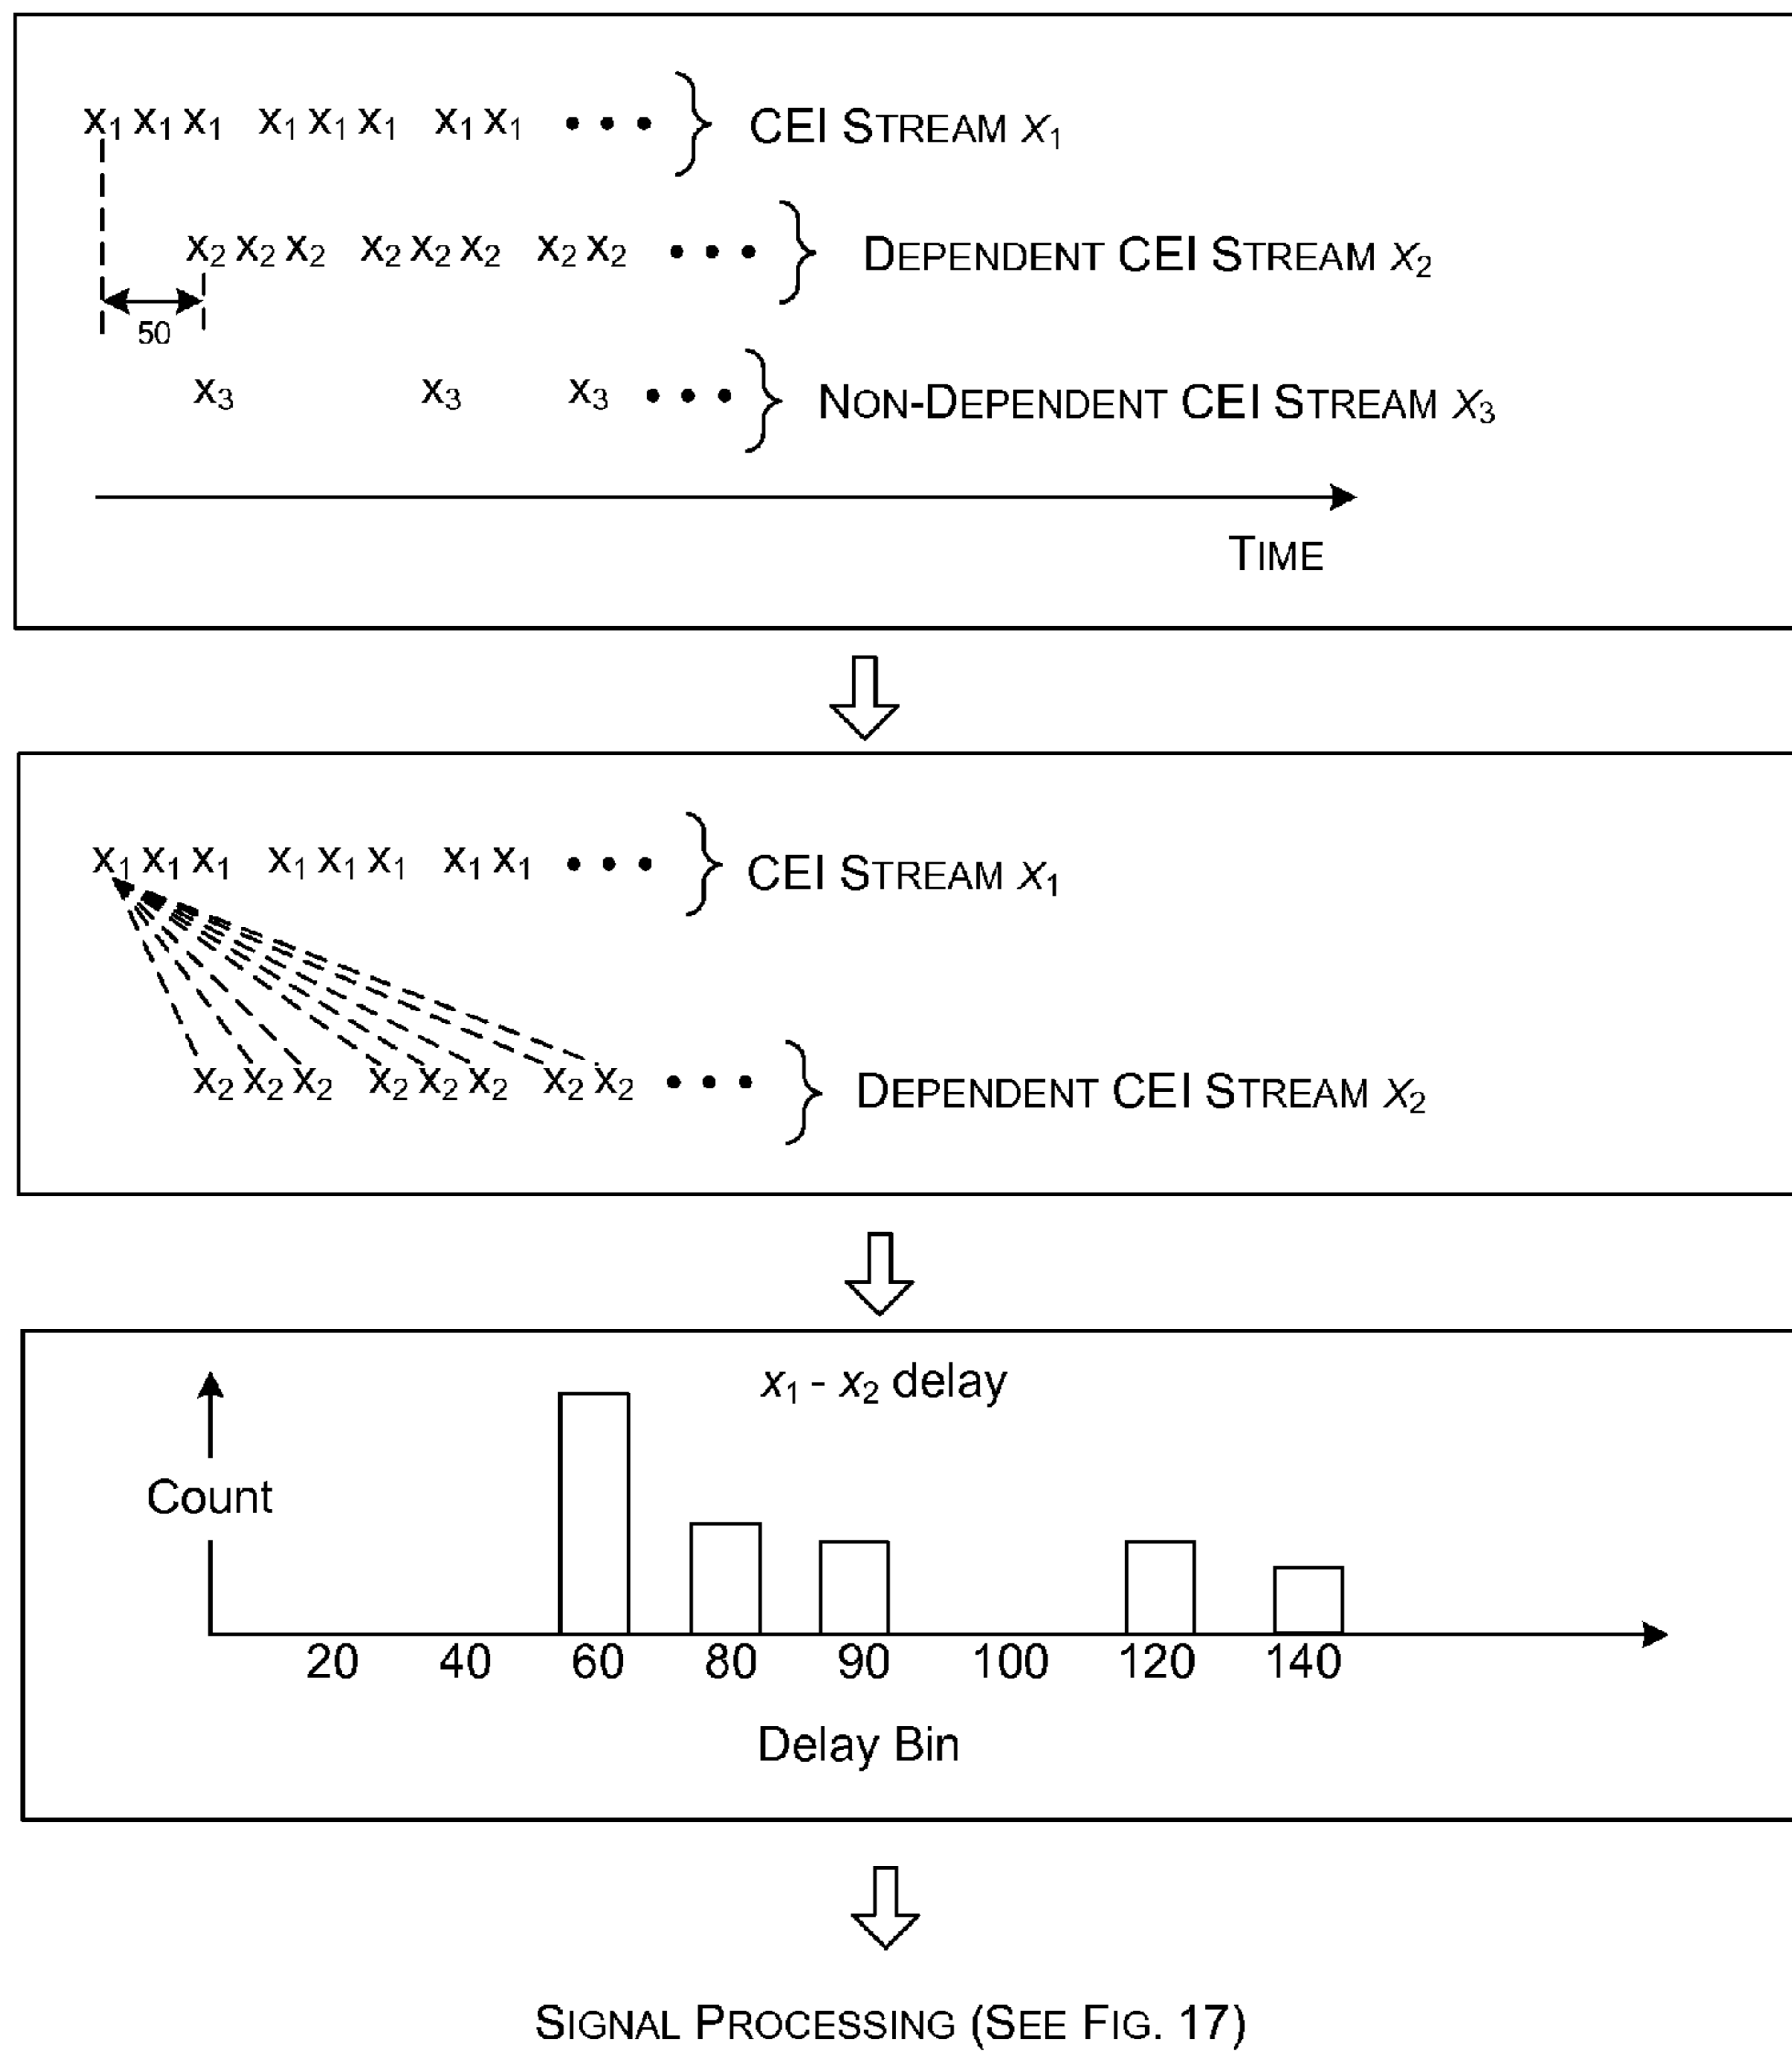 x₁ x₁ x₁ x₁ x₁ x₁ x₁ x₁ • • • CEI STREAM X₁
x₂ x₂ x₂ x₂ x₂ x₂ x₂ x₂ • • • DEPENDENT CEI STREAM X₂
50
x₃ x₃ x₃ • • • NON-DEPENDENT CEI STREAM X₃
TIME
x₁ x₁ x₁ x₁ x₁ x₁ x₁ x₁ • • • CEI STREAM X₁
x₂ x₂ x₂ x₂ x₂ x₂ x₂ x₂ • • • DEPENDENT CEI STREAM X₂
x₁ - x₂ delay
Count
20 40 60 80 90 100 120 140
Delay Bin
SIGNAL PROCESSING (SEE FIG. 17)